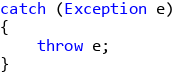 catch (Exception e)
{
    throw e;
}